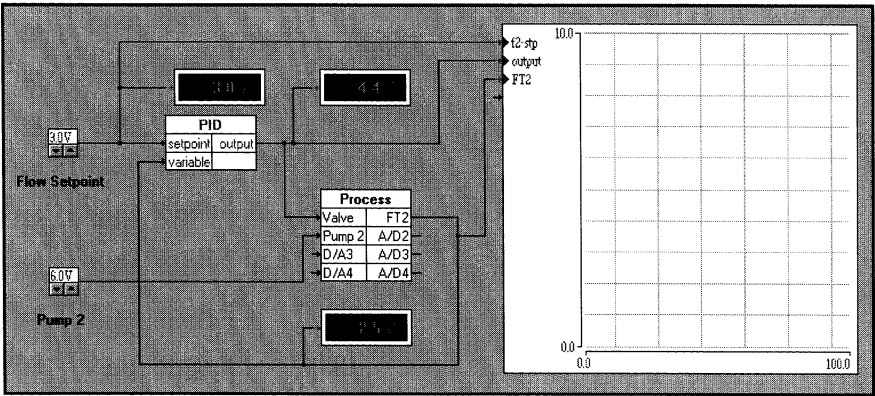 10.0
f2-stp
output
FT2
3.0V
PID
setpoint output
variable
Flow Setpoint
Process
Valve FT2
Pump 2 A/D2
D/A3 A/D3
D/A4 A/D4
6.0V
Pump 2
0.0
0.0 100.0